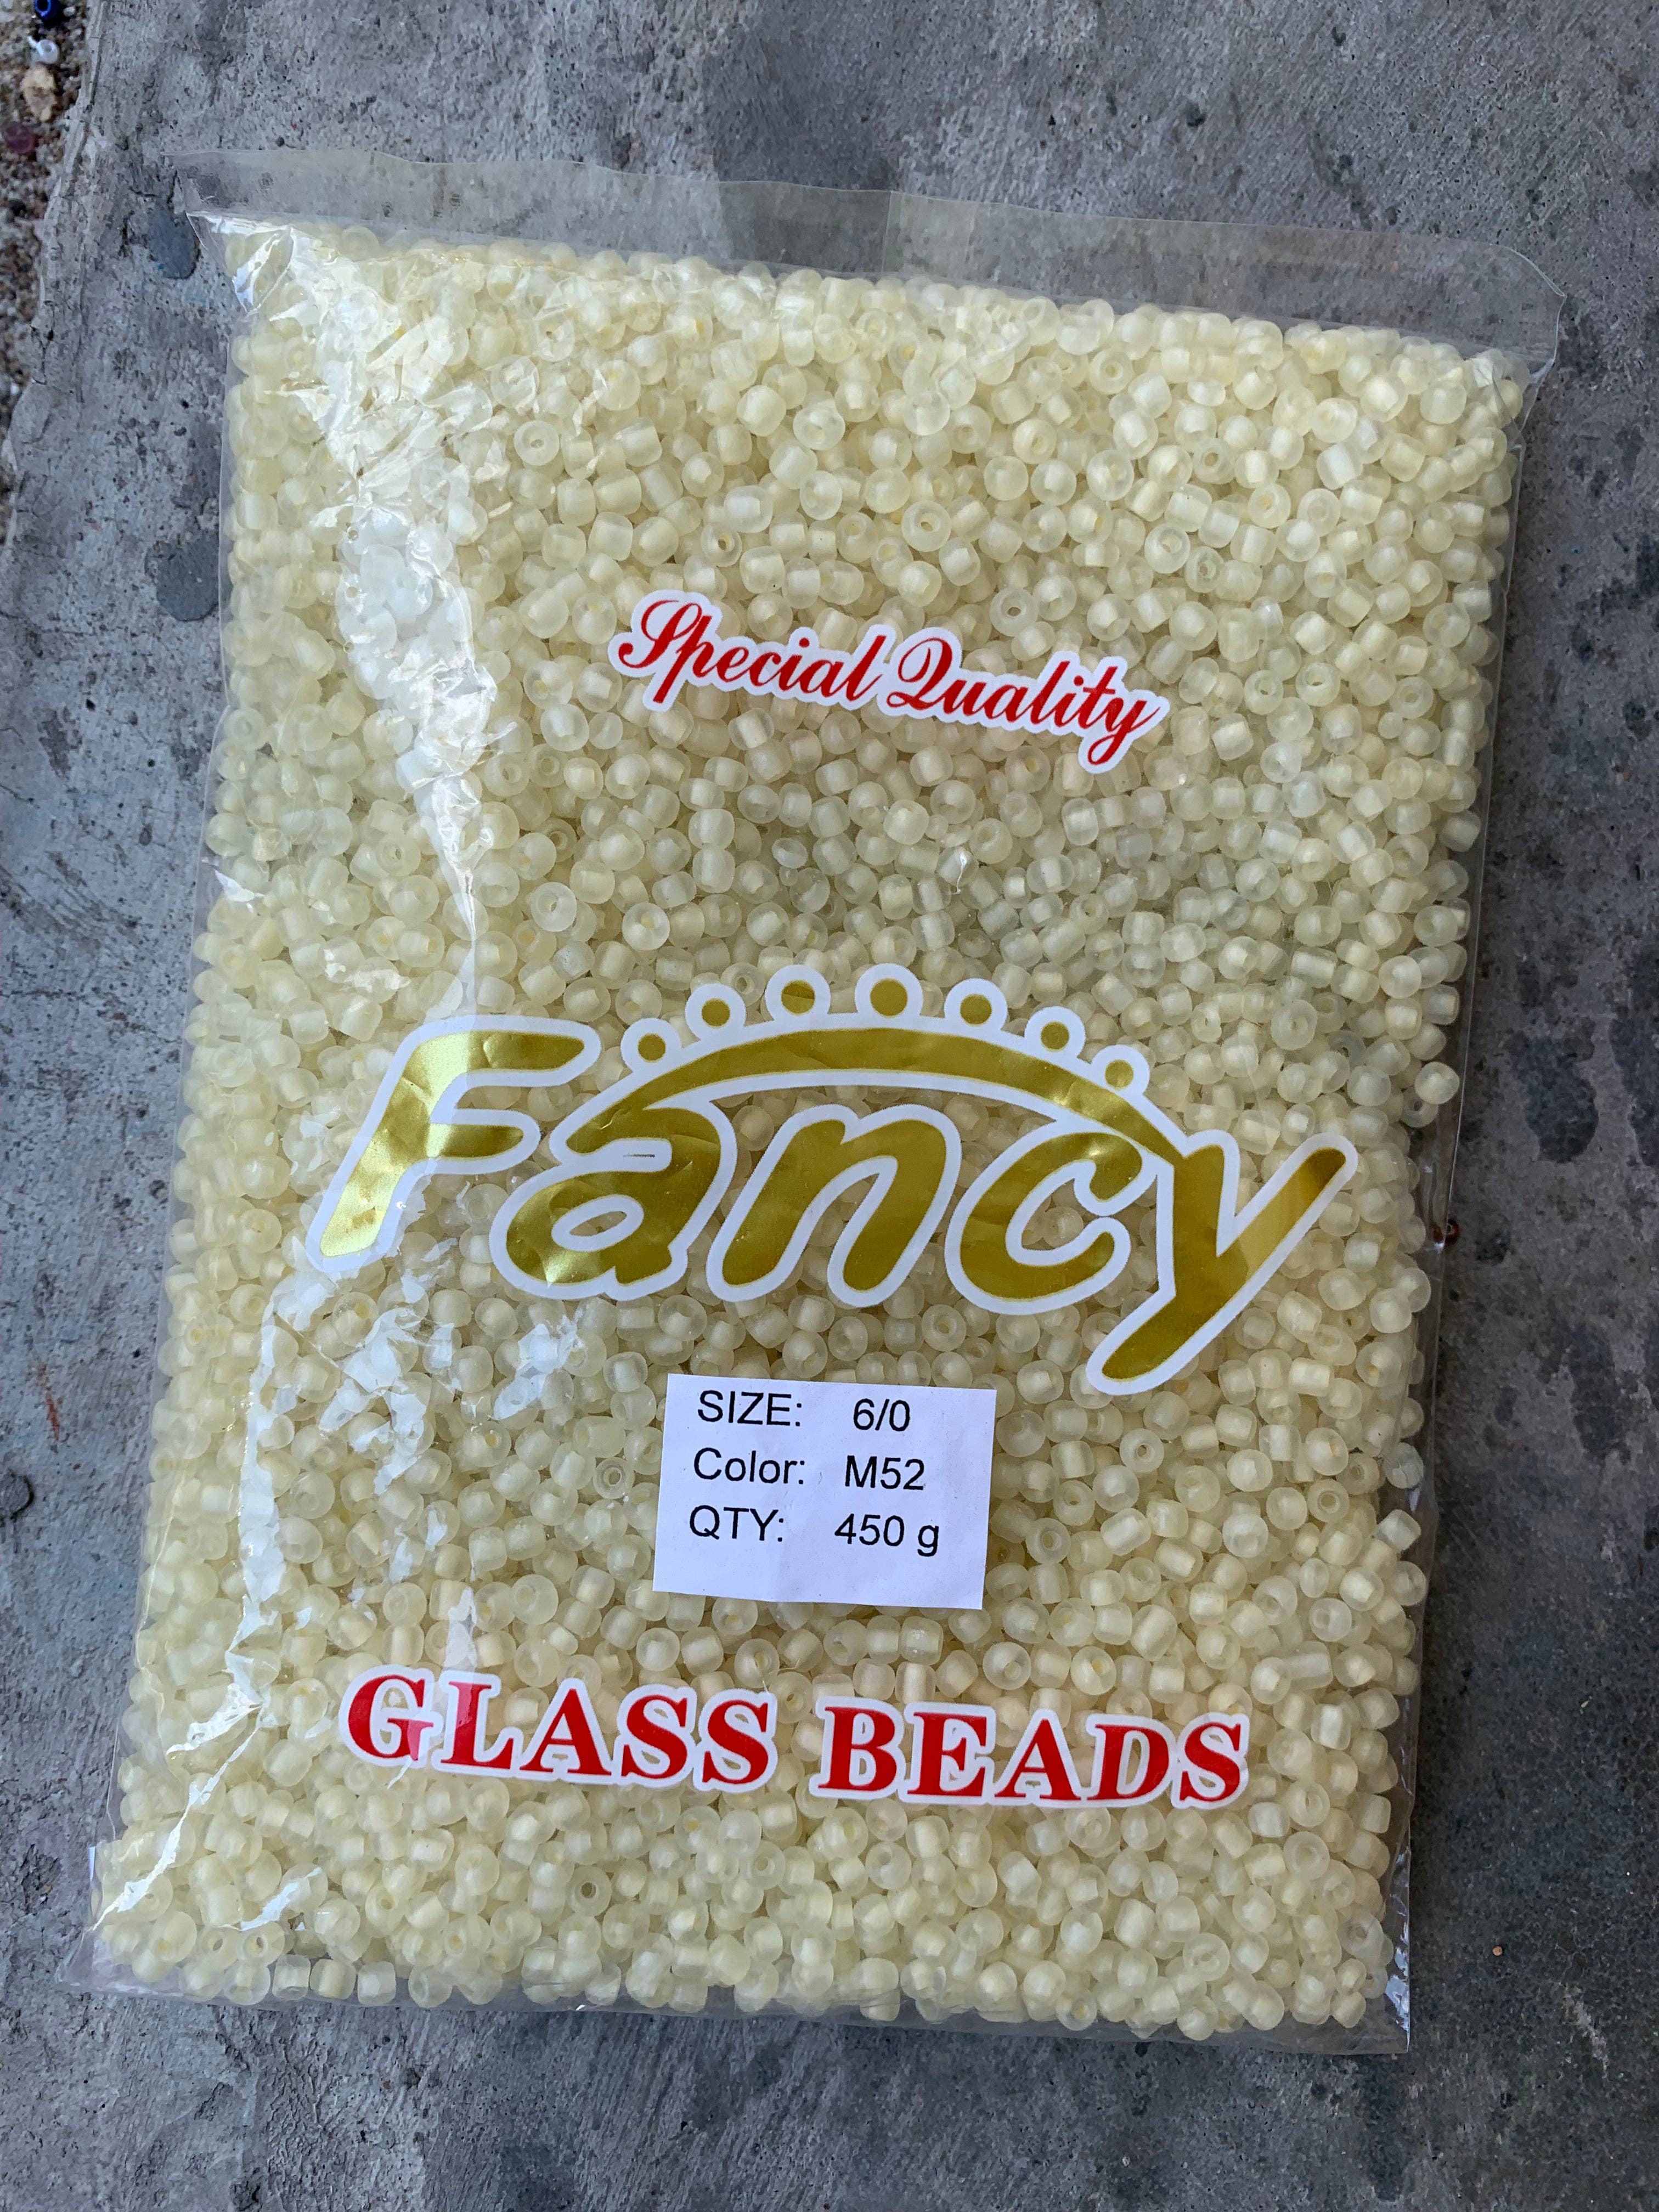 Special Quality
Fancy
SIZE: 6/0
Color: M52
QTY: 450 g
GLASS BEADS